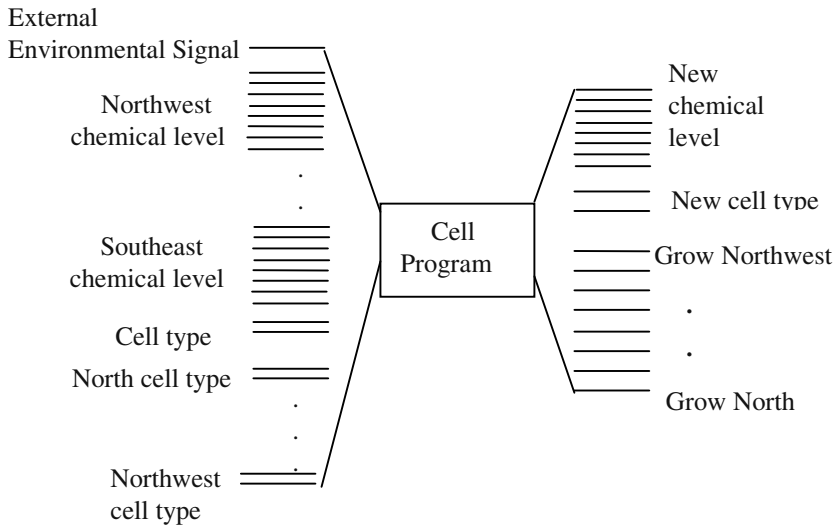 External
Environmental Signal
Northwest
chemical level
Southeast
chemical level
Cell type
North cell type
Northwest
cell type
Cell
Program
New
chemical
level
New cell type
Grow Northwest
Grow North